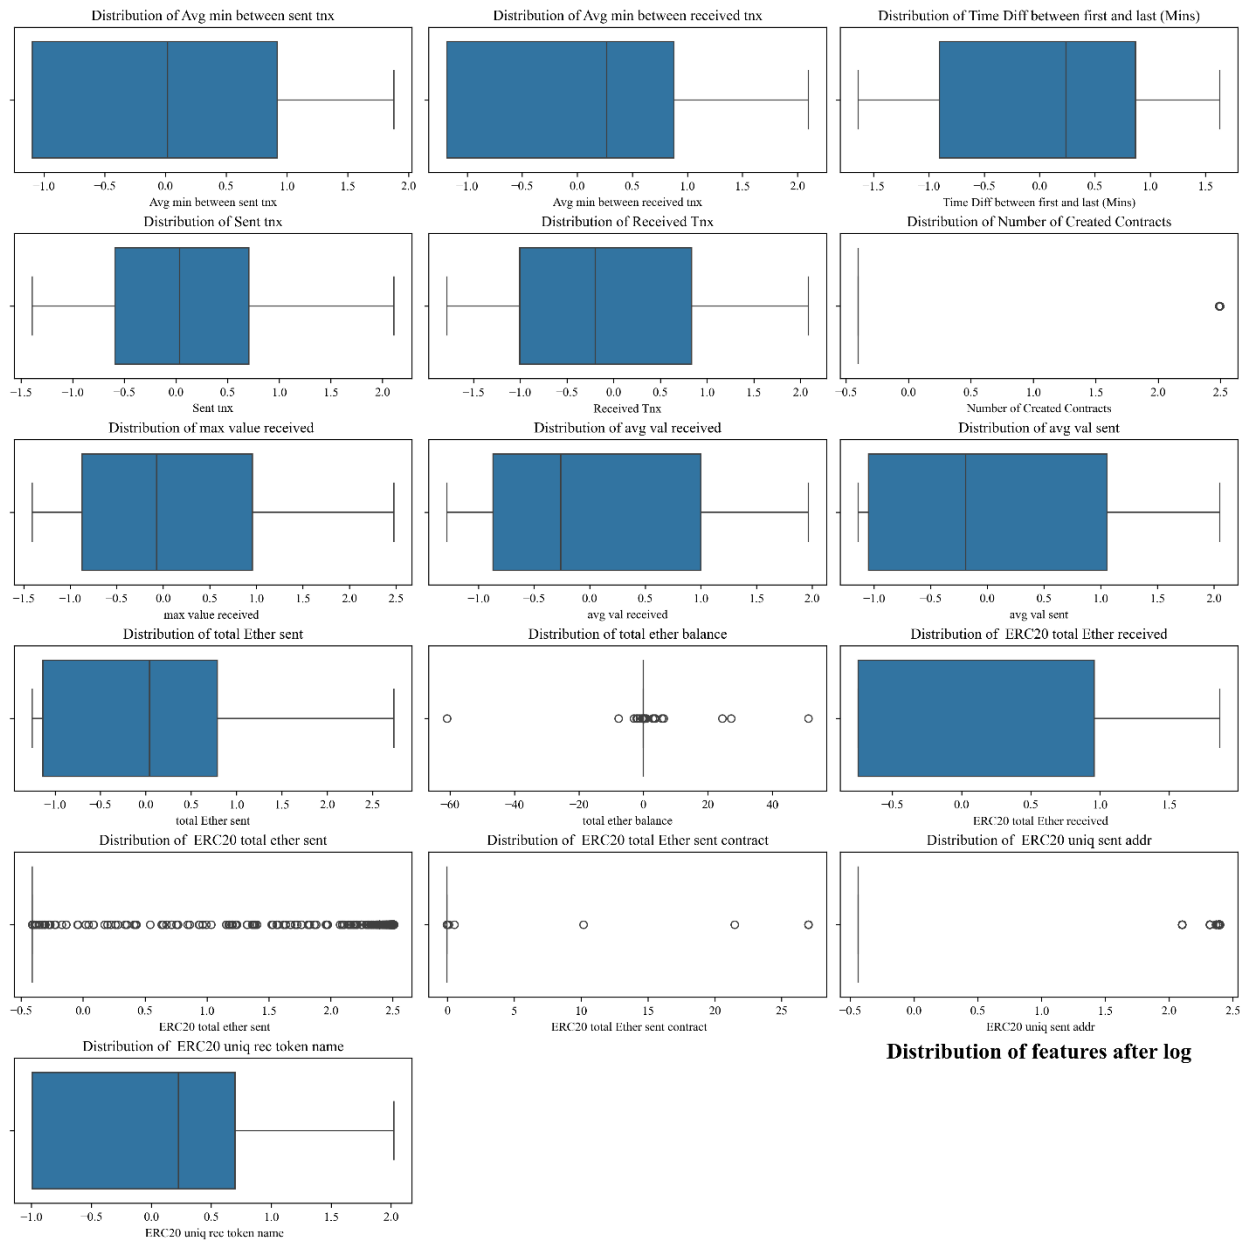 Distribution of Avg min between sent tnx
−1.0 −0.5 0.0 0.5 1.0 1.5 2.0
Avg min between sent tnx
Distribution of Avg min between received tnx
−1.0 −0.5 0.0 0.5 1.0 1.5 2.0
Avg min between received tnx
Distribution of Time Diff between first and last (Mins)
−1.5 −1.0 −0.5 0.0 0.5 1.0 1.5
Time Diff between first and last (Mins)
Distribution of Sent tnx
−1.5 −1.0 −0.5 0.0 0.5 1.0 1.5 2.0
Sent tnx
Distribution of Received Tnx
−1.5 −1.0 −0.5 0.0 0.5 1.0 1.5 2.0
Received Tnx
Distribution of Number of Created Contracts
−0.5 0.0 0.5 1.0 1.5 2.0 2.5
Number of Created Contracts
Distribution of max value received
−1.5 −1.0 −0.5 0.0 0.5 1.0 1.5 2.0 2.5
max value received
Distribution of avg val received
−1.0 −0.5 0.0 0.5 1.0 1.5 2.0
avg val received
Distribution of avg val sent
−1.0 −0.5 0.0 0.5 1.0 1.5 2.0
avg val sent
Distribution of total Ether sent
−1.0 −0.5 0.0 0.5 1.0 1.5 2.0 2.5
total Ether sent
Distribution of total ether balance
−60 −40 −20 0 20 40
total ether balance
Distribution of ERC20 total Ether received
−0.5 0.0 0.5 1.0 1.5
ERC20 total Ether received
Distribution of ERC20 total ether sent
−0.5 0.0 0.5 1.0 1.5 2.0 2.5
ERC20 total ether sent
Distribution of ERC20 total Ether sent contract
0 5 10 15 20 25
ERC20 total Ether sent contract
Distribution of ERC20 uniq sent addr
−0.5 0.0 0.5 1.0 1.5 2.0 2.5
ERC20 uniq sent addr
Distribution of ERC20 uniq rec token name
−1.0 −0.5 0.0 0.5 1.0 1.5 2.0
ERC20 uniq rec token name
Distribution of features after log